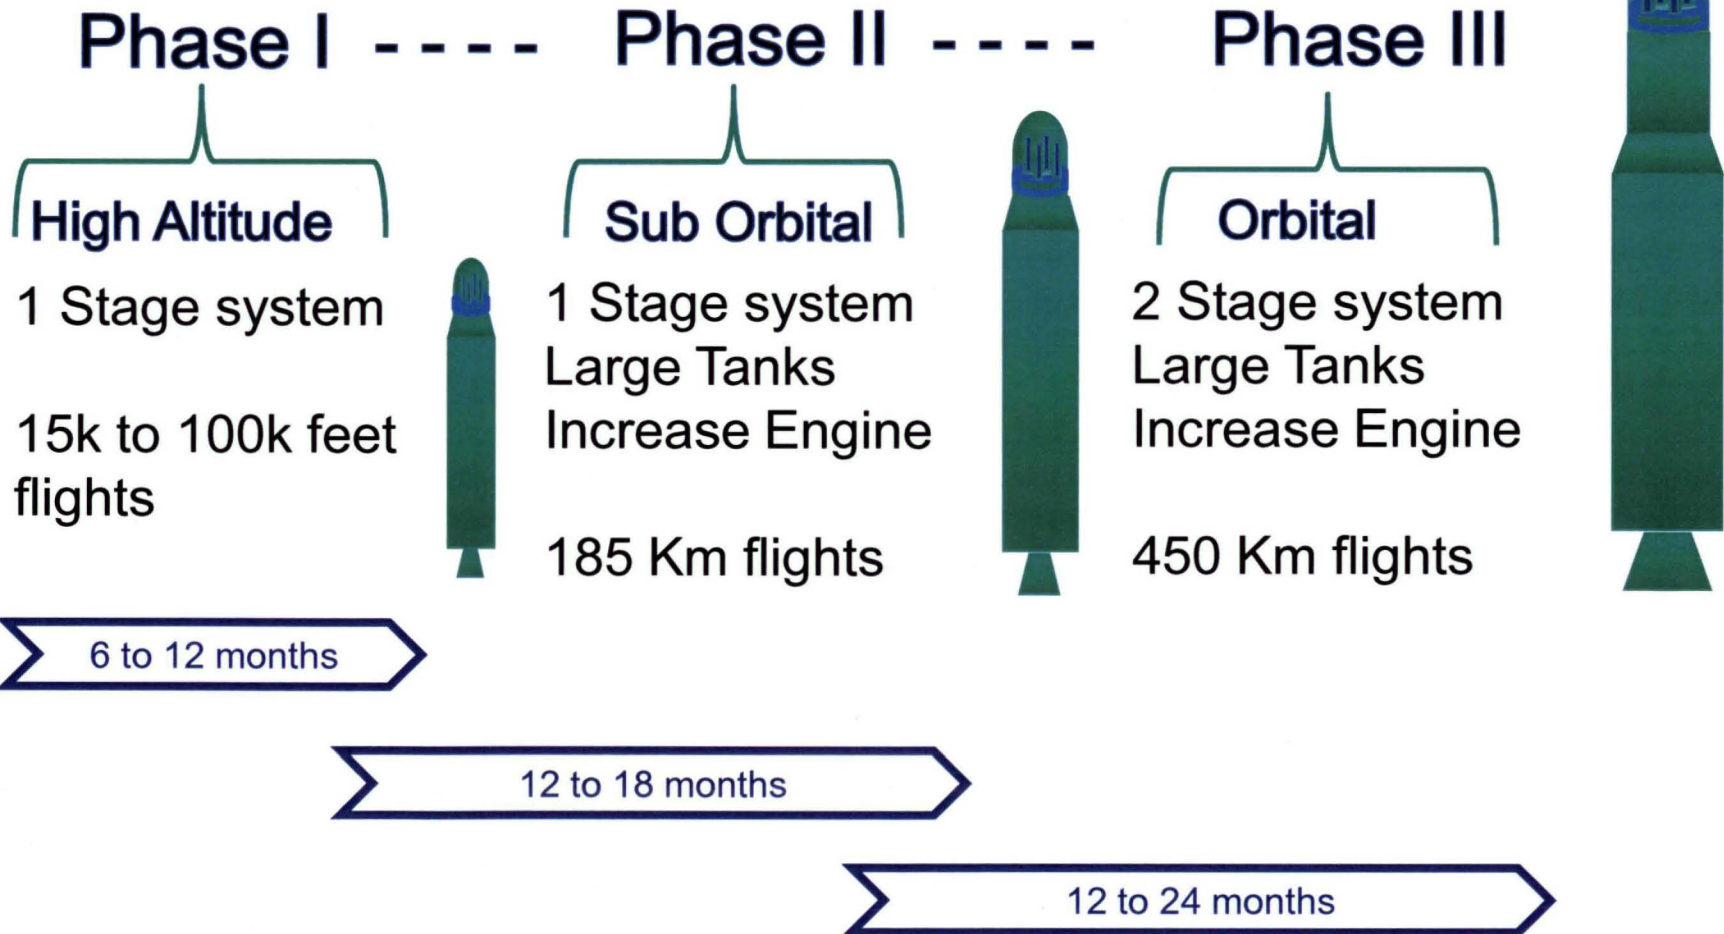 Phase I ---- Phase II ---- Phase III
High Altitude
1 Stage system
15k to 100k feet
flights
Sub Orbital
1 Stage system
Large Tanks
Increase Engine
185 Km flights
Orbital
2 Stage system
Large Tanks
Increase Engine
450 Km flights
6 to 12 months
12 to 18 months
12 to 24 months